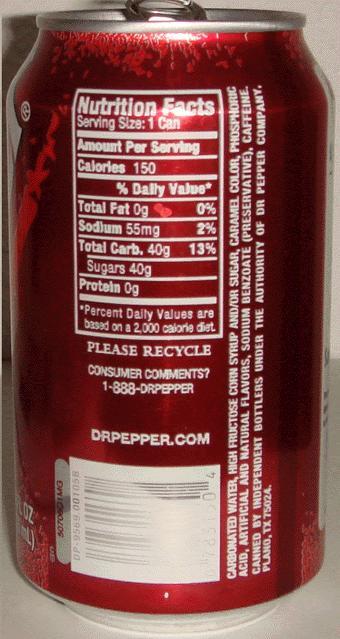 Nutrition Facts
Serving Size: 1 Can
Amount Per Serving
Calories 150
% Daily Value*
Total Fat 0g 0%
Sodium 55mg 2%
Total Carb. 40g 13%
Sugars 40g
Protein 0g
*Percent Daily Values are
based on a 2,000 calorie diet.
PLEASE RECYCLE
CONSUMER COMMENTS?
1-888-DRPEPPER
DRPEPPER.COM
CARBONATED WATER, HIGH FRUCTOSE CORN SYRUP AND/OR SUGAR, CARAMEL COLOR, PHOSPHORIC
ACID, ARTIFICIAL AND NATURAL FLAVORS, SODIUM BENZOATE (PRESERVATIVE), CAFFEINE.
CANNED BY INDEPENDENT BOTTLERS UNDER THE AUTHORITY OF DR PEPPER COMPANY.
PLANO, TX 75024.
OZ
mL)